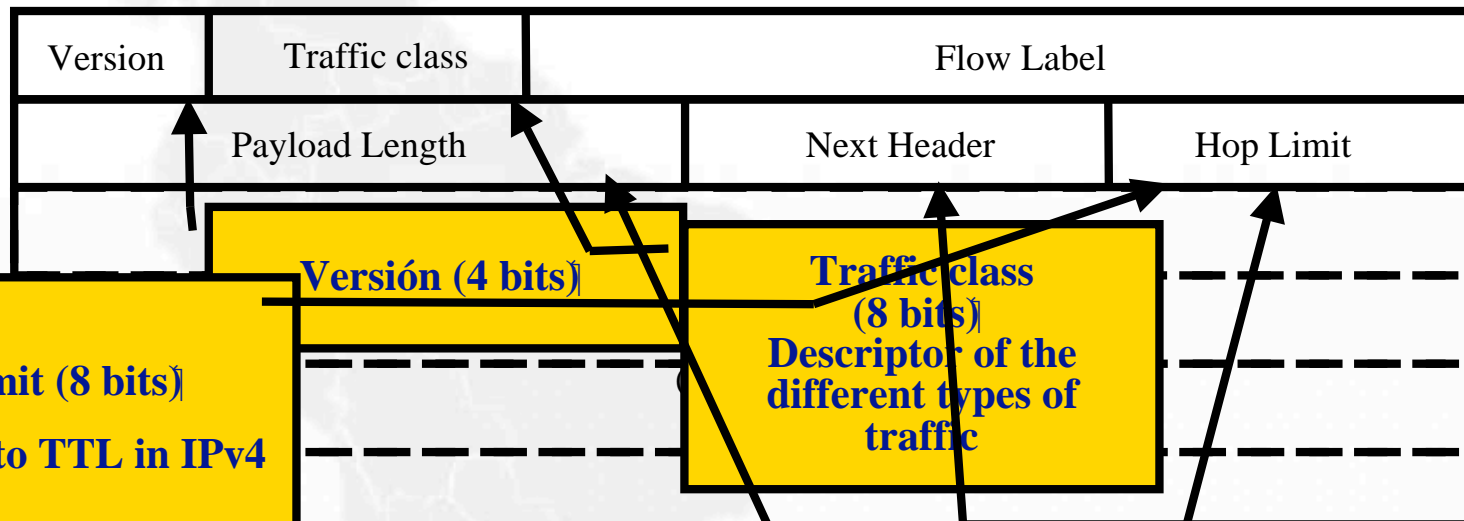 Version Traffic class Flow Label
Payload Length Next Header Hop Limit
Versión (4 bits)
Traffic class
(8 bits)
Descriptor of the
different types of
traffic
(8 bits)
to TTL in IPv4